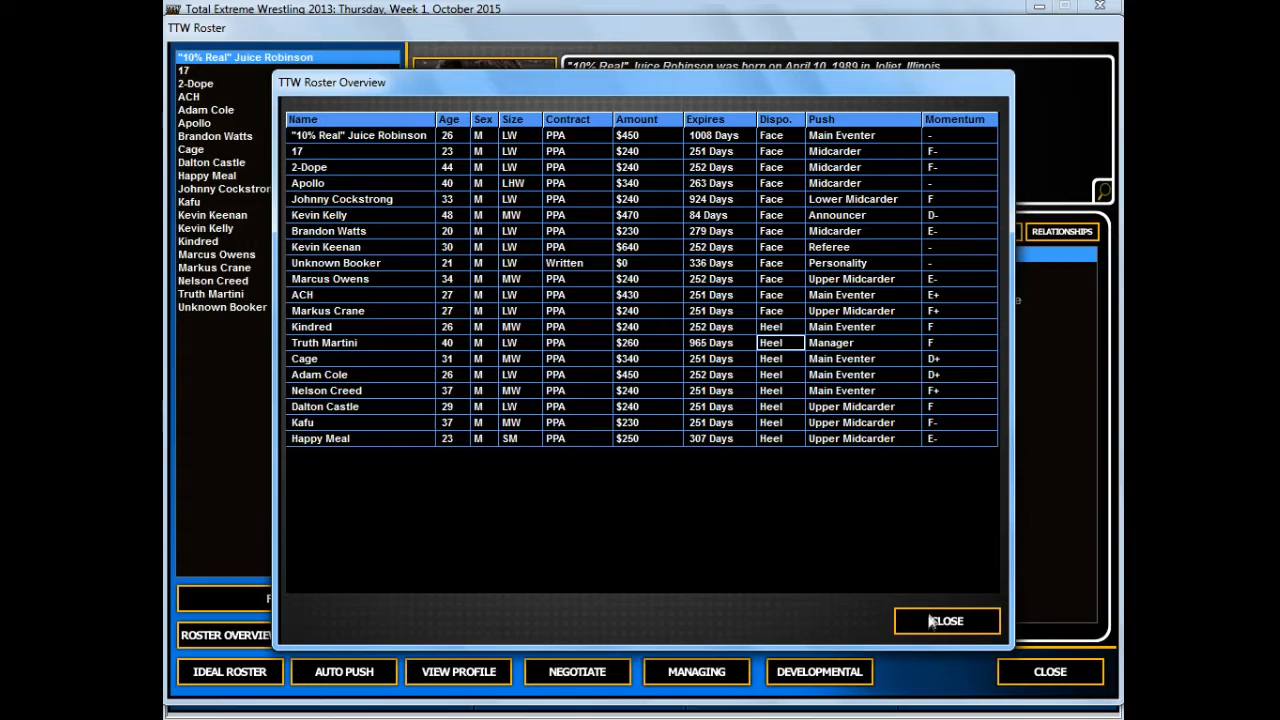 Total Extreme Wrestling 2013: Thursday, Week 1, October 2015
TTW Roster
"10% Real" Juice Robinson
17
2-Dope
ACH
Adam Cole
Apollo
Brandon Watts
Cage
Dalton Castle
Happy Meal
Johnny Cockstron
Kafu
Kevin Keenan
Kevin Kelly
Kindred
Marcus Owens
Markus Crane
Nelson Creed
Truth Martini
Unknown Booker
"10% Real" Juice Robinson was born on April 10, 1989 in Joliet, Illinois.
RELATIONSHIPS
TTW Roster Overview
Name Age Sex Size Contract Amount Expires Dispo. Push Momentum
"10% Real" Juice Robinson 26 M LW PPA $450 1008 Days Face Main Eventer -
17 23 M LW PPA $240 251 Days Face Midcarder F-
2-Dope 44 M LW PPA $240 252 Days Face Midcarder F-
Apollo 40 M LHW PPA $340 263 Days Face Midcarder -
Johnny Cockstrong 33 M LW PPA $240 924 Days Face Lower Midcarder F
Kevin Kelly 48 M MW PPA $470 84 Days Face Announcer D-
Brandon Watts 20 M LW PPA $230 279 Days Face Midcarder E-
Kevin Keenan 30 M LW PPA $640 252 Days Face Referee -
Unknown Booker 21 M LW Written $0 336 Days Face Personality -
Marcus Owens 34 M MW PPA $240 252 Days Face Upper Midcarder E-
ACH 27 M LW PPA $430 251 Days Face Main Eventer E+
Markus Crane 27 M LW PPA $240 251 Days Face Upper Midcarder F+
Kindred 26 M MW PPA $240 252 Days Heel Main Eventer F
Truth Martini 40 M LW PPA $260 965 Days Heel Manager F
Cage 31 M MW PPA $340 251 Days Heel Main Eventer D+
Adam Cole 26 M LW PPA $450 252 Days Heel Main Eventer D+
Nelson Creed 37 M MW PPA $240 251 Days Heel Main Eventer F+
Dalton Castle 29 M LW PPA $240 251 Days Heel Upper Midcarder F
Kafu 37 M MW PPA $230 251 Days Heel Upper Midcarder F-
Happy Meal 23 M SM PPA $250 307 Days Heel Upper Midcarder E-
CLOSE
ROSTER OVERVIEW
IDEAL ROSTER AUTO PUSH VIEW PROFILE NEGOTIATE MANAGING DEVELOPMENTAL CLOSE